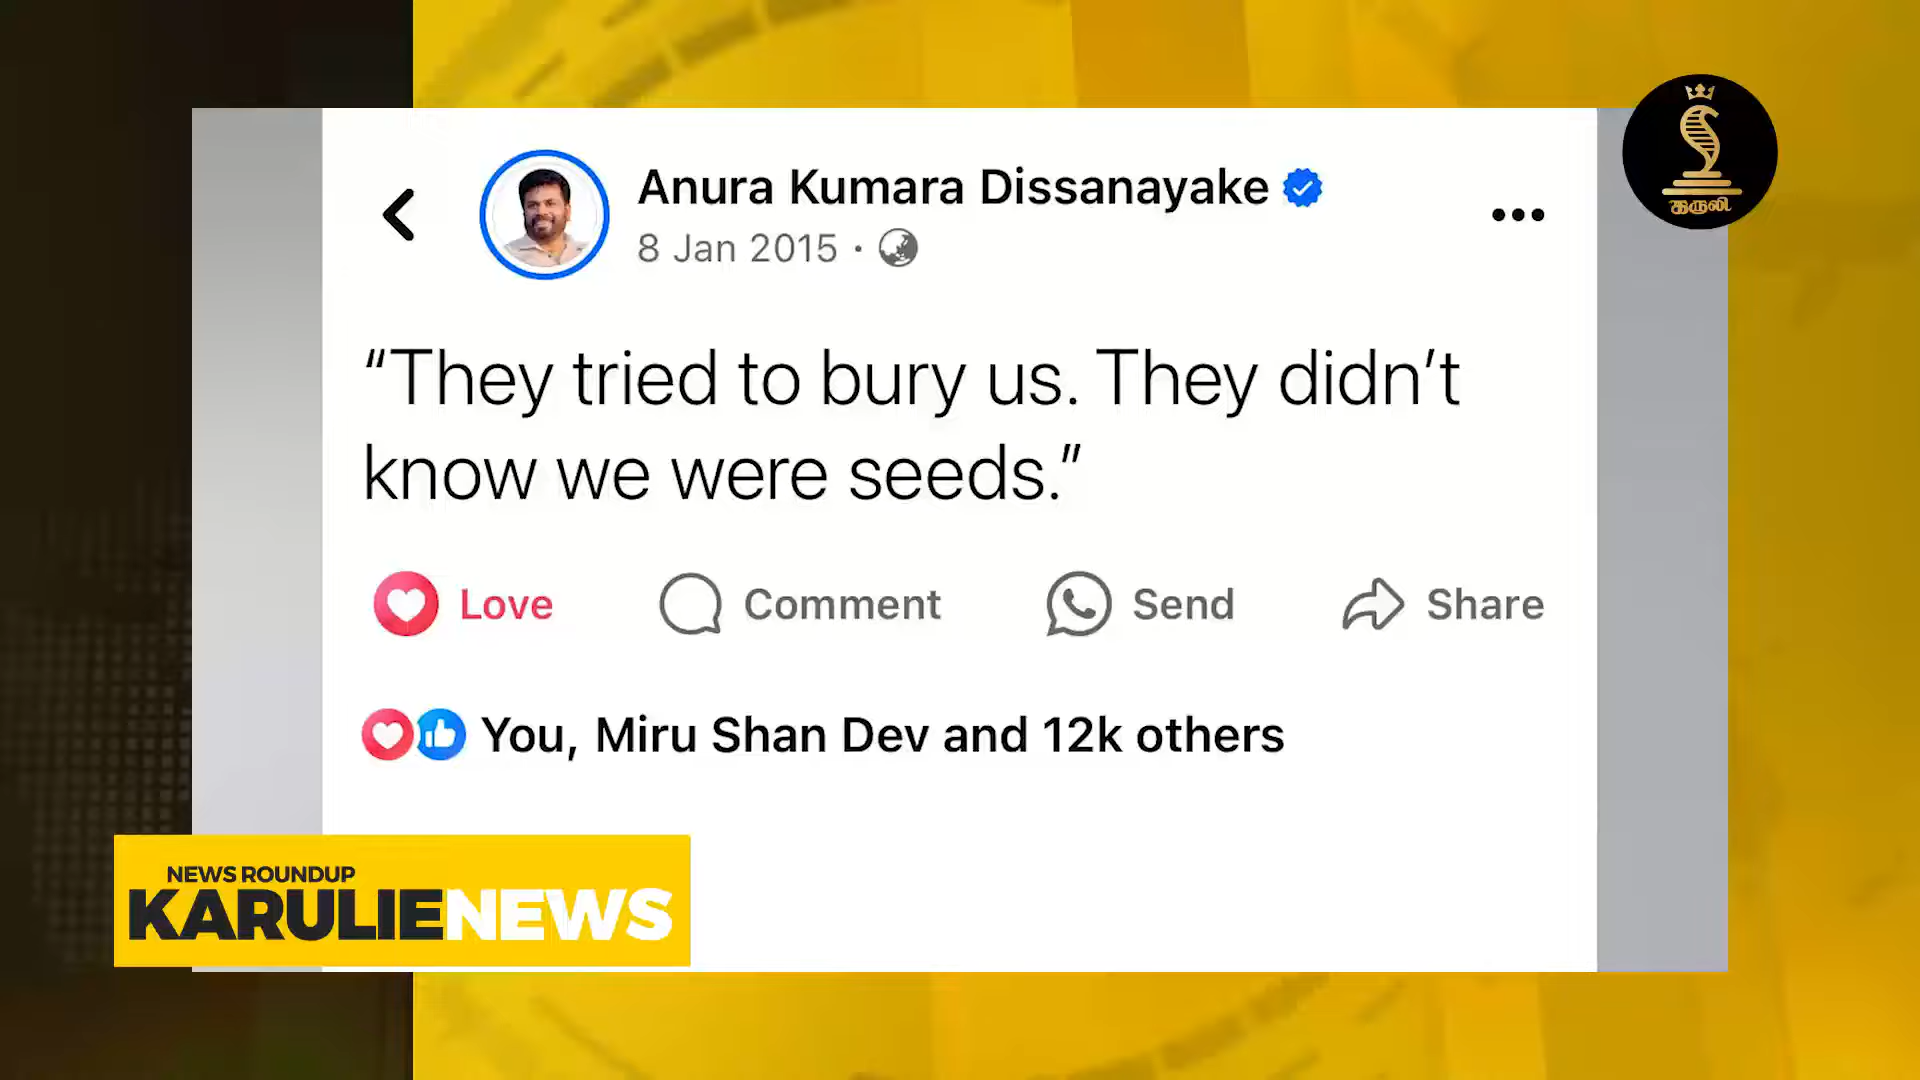 Anura Kumara Dissanayake
8 Jan 2015 ·
“They tried to bury us. They didn’t
know we were seeds.”
Love Comment Send Share
You, Miru Shan Dev and 12k others
கருலி
NEWS ROUNDUP
KARULIENEWS